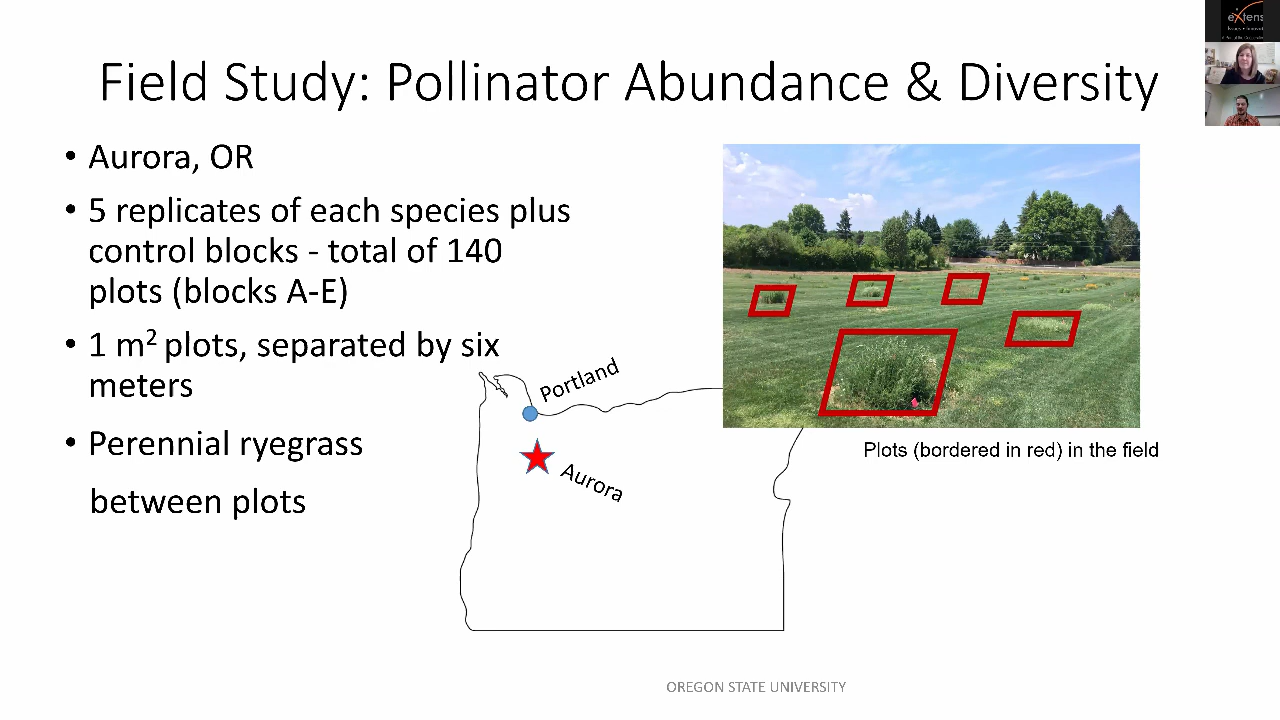 Field Study: Pollinator Abundance & Diversity
• Aurora, OR
• 5 replicates of each species plus
control blocks - total of 140
plots (blocks A-E)
• 1 m² plots, separated by six
meters
• Perennial ryegrass
between plots
Portland
Aurora
Plots (bordered in red) in the field
OREGON STATE UNIVERSITY